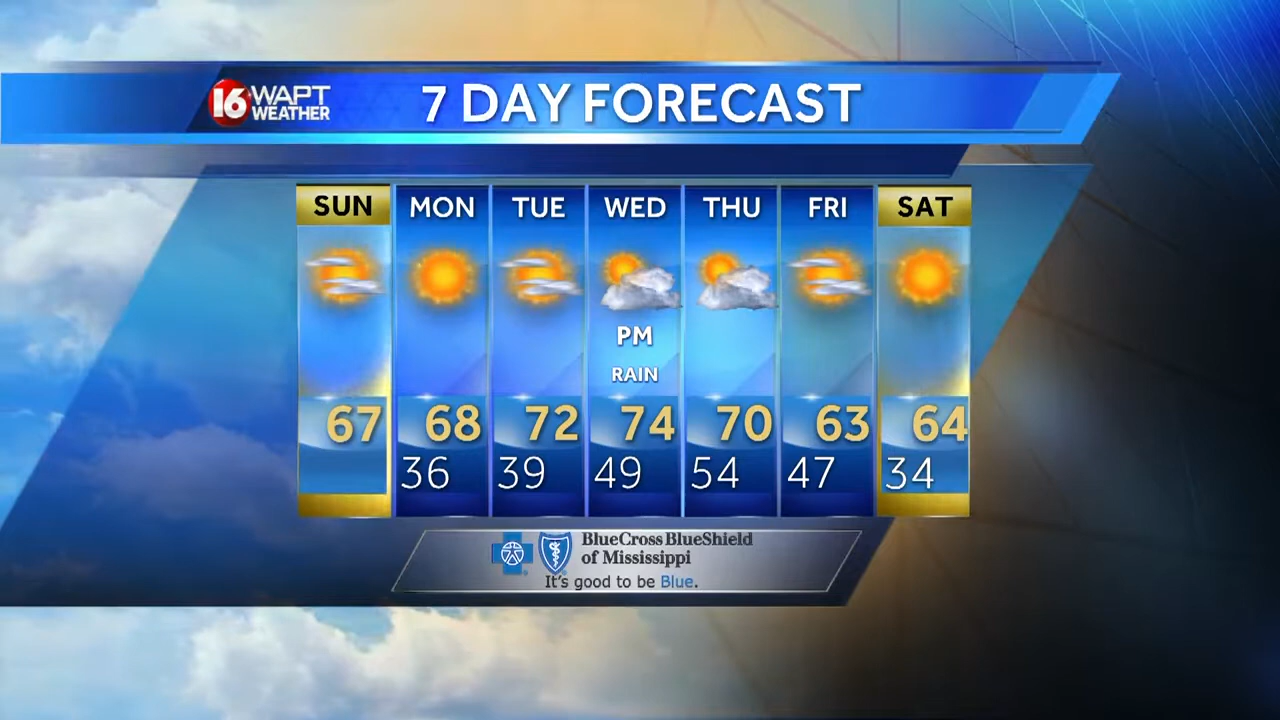 16 WAPT
WEATHER
7 DAY FORECAST
SUN MON TUE WED THU FRI SAT
PM
RAIN
67 68 72 74 70 63 64
36 39 49 54 47 34
BlueCross BlueShield
of Mississippi
It's good to be Blue.